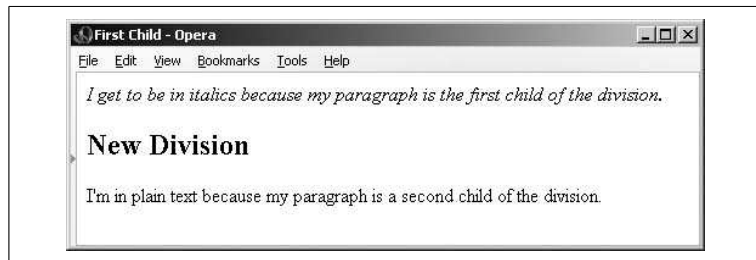 First Child - Opera
File Edit View Bookmarks Tools Help
I get to be in italics because my paragraph is the first child of the division.
New Division
I'm in plain text because my paragraph is a second child of the division.